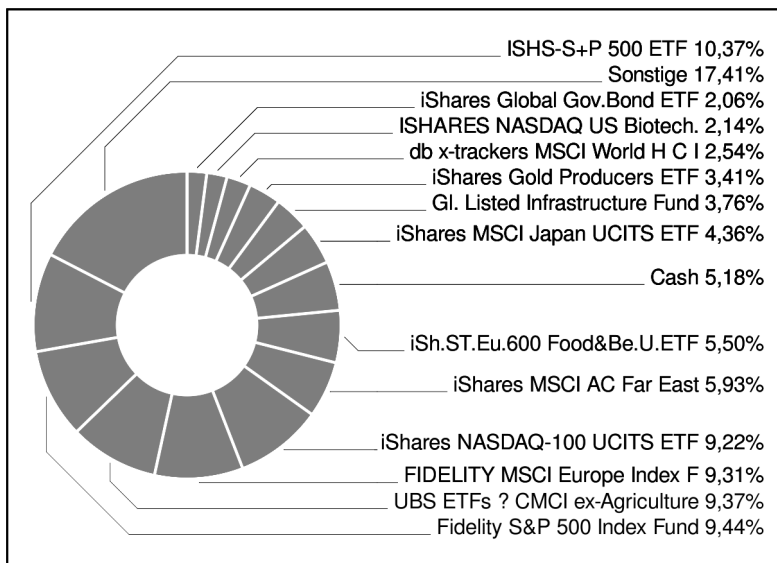 ISHS-S+P 500 ETF 10,37%
Sonstige 17,41%
iShares Global Gov.Bond ETF 2,06%
ISHARES NASDAQ US Biotech. 2,14%
db x-trackers MSCI World H C I 2,54%
iShares Gold Producers ETF 3,41%
Gl. Listed Infrastructure Fund 3,76%
iShares MSCI Japan UCITS ETF 4,36%
Cash 5,18%
iSh.ST.Eu.600 Food&Be.U.ETF 5,50%
iShares MSCI AC Far East 5,93%
iShares NASDAQ-100 UCITS ETF 9,22%
FIDELITY MSCI Europe Index F 9,31%
UBS ETFs ? CMCI ex-Agriculture 9,37%
Fidelity S&P 500 Index Fund 9,44%